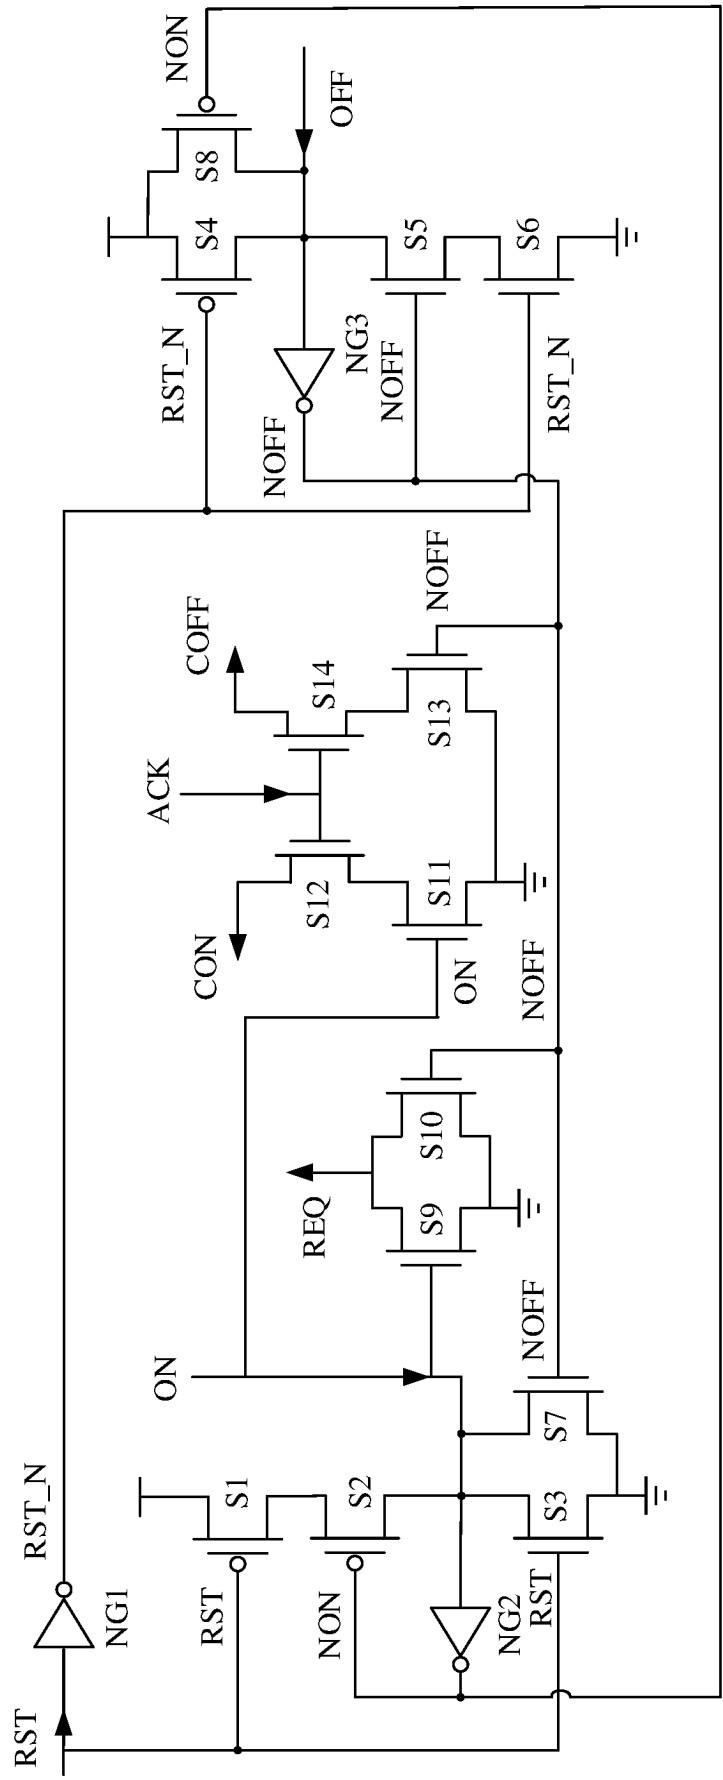 RST
NG1
RST_N
RST
S1
NON
S2
NG2
RST
S3
S7
NOFF
ON
REQ
S9
S10
NOFF
ON
CON
S12
S11
ACK
COFF
S14
S13
NOFF
RST_N
NOFF
NG3
NOFF
RST_N
S4
S8
NON
OFF
S5
S6